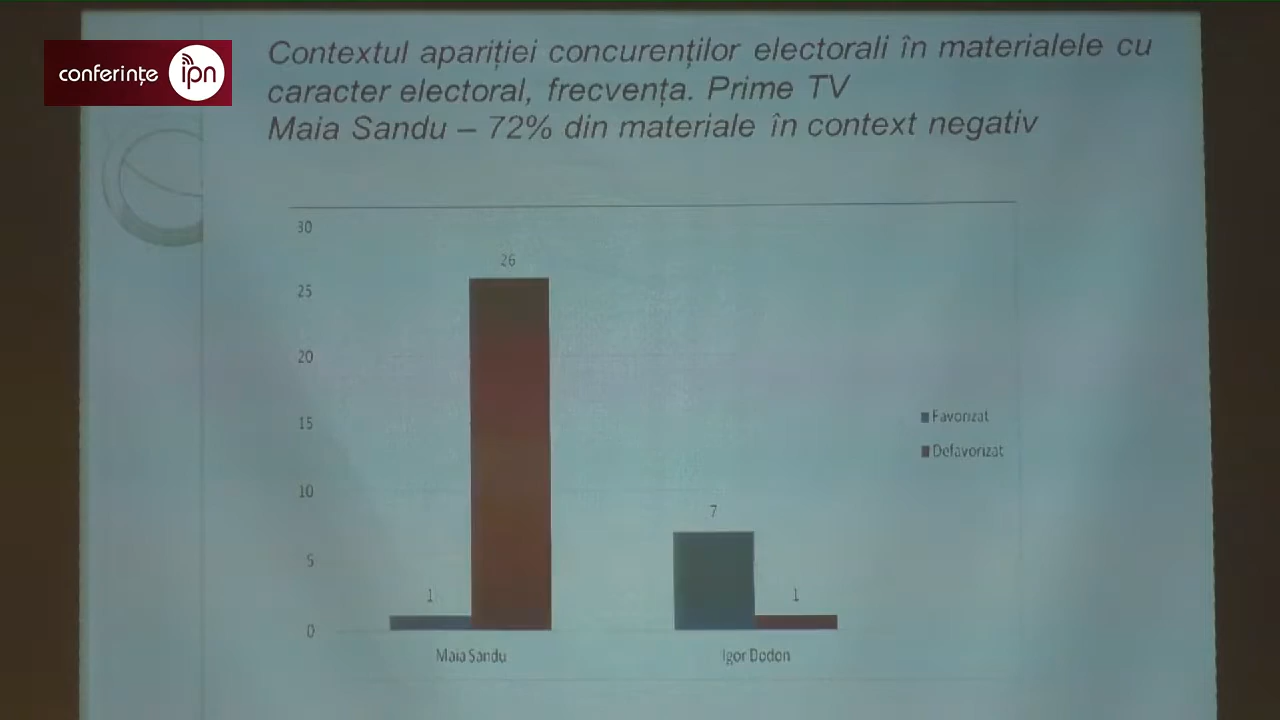 conferințe ipn
Contextul apariției concurenților electorali în materialele cu
caracter electoral, frecvența. Prime TV
Maia Sandu – 72% din materiale în context negativ
30
25
20
15
10
5
0
26
1
7
1
Maia Sandu
Igor Dodon
Favorizat
Defavorizat